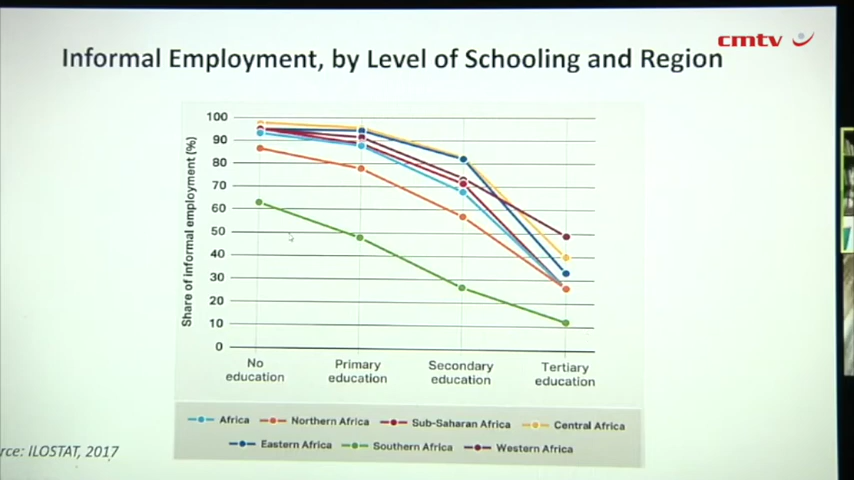 cmtv
Informal Employment, by Level of Schooling and Region
Share of informal employment (%)
100
90
80
70
60
50
40
30
20
10
0
No education
Primary education
Secondary education
Tertiary education
Africa
Northern Africa
Sub-Saharan Africa
Central Africa
Eastern Africa
Southern Africa
Western Africa
rce: ILOSTAT, 2017